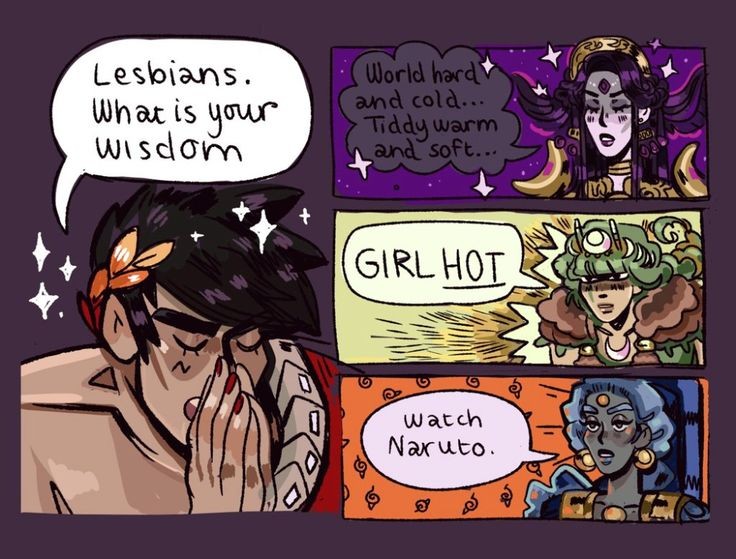 Lesbians.
What is your
wisdom
World hard
and cold...
Tiddy warm
and soft...
GIRL HOT
Watch
Naruto.